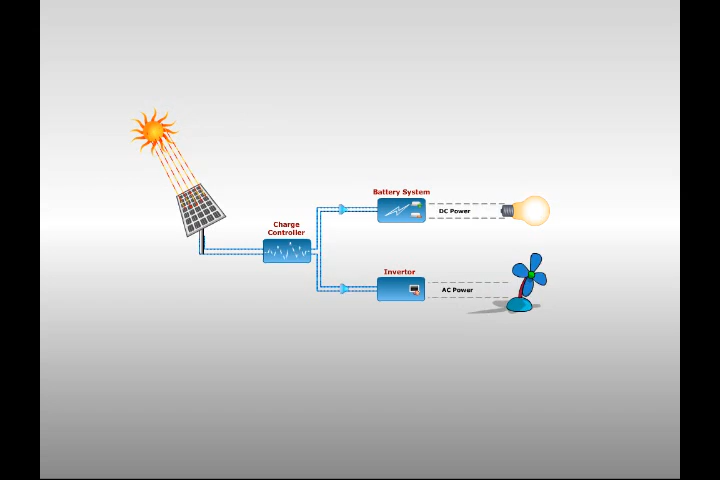 Battery System
DC Power
Charge
Controller
Invertor
AC Power